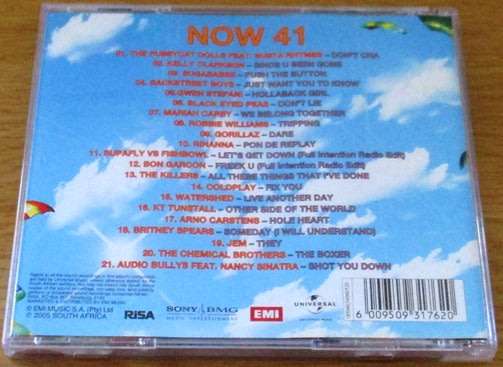 NOW 41
01. THE PUSSYCAT DOLLS FEAT. BUSTA RHYMES – DON'T CHA
02. KELLY CLARKSON – SINCE U BEEN GONE
03. SUGABABES – PUSH THE BUTTON
04. BACKSTREET BOYS – JUST WANT YOU TO KNOW
05. GWEN STEFANI – HOLLABACK GIRL
06. BLACK EYED PEAS – DON'T LIE
07. MARIAH CAREY – WE BELONG TOGETHER
08. ROBBIE WILLIAMS – TRIPPING
09. GORILLAZ – DARE
10. RIHANNA – PON DE REPLAY
11. SUPAFLY VS FISHBOWL – LET'S GET DOWN (Full Intention Radio Edit)
12. BON GARCON – FREEK U (Full Intention Radio Edit)
13. THE KILLERS – ALL THESE THINGS THAT I'VE DONE
14. COLDPLAY – FIX YOU
15. WATERSHED – LIVE ANOTHER DAY
16. KT TUNSTALL – OTHER SIDE OF THE WORLD
17. ARNO CARSTENS – HOLE HEART
18. BRITNEY SPEARS – SOMEDAY (I WILL UNDERSTAND)
19. JEM – THEY
20. THE CHEMICAL BROTHERS – THE BOXER
21. AUDIO BULLYS FEAT. NANCY SINATRA – SHOT YOU DOWN
© EMI MUSIC S.A. (Pty) Ltd
© 2005 SOUTH AFRICA
RiSA
SONY BMG
MUSIC ENTERTAINMENT
EMI
UNIVERSAL
6 009509 317620